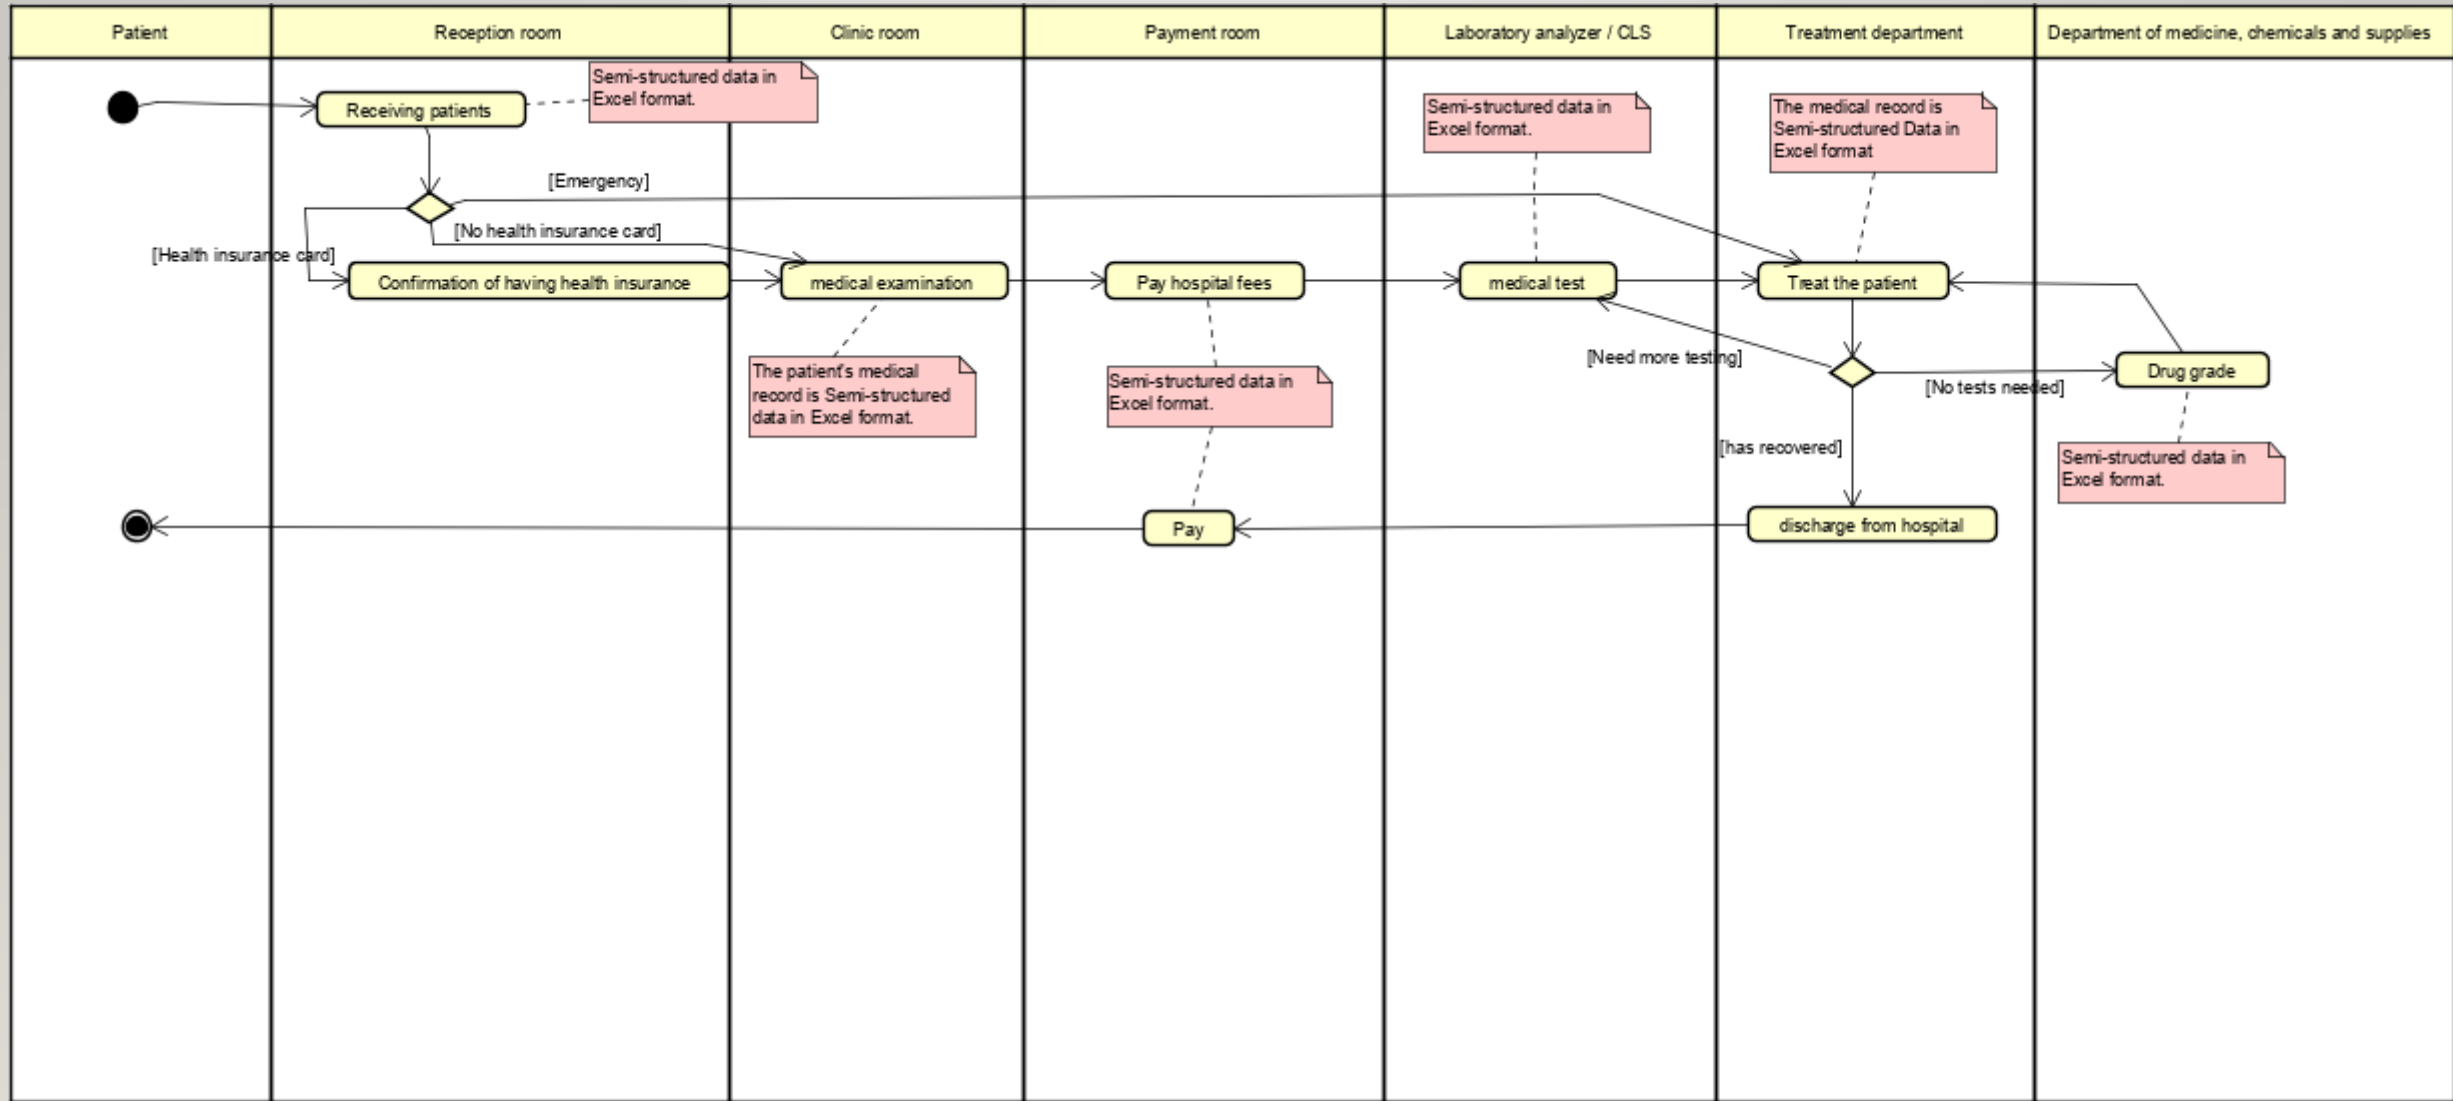 Patient
Reception room
Clinic room
Payment room
Laboratory analyzer / CLS
Treatment department
Department of medicine, chemicals and supplies
Receiving patients
Semi-structured data in
Excel format.
Semi-structured data in
Excel format.
The medical record is
Semi-structured Data in
Excel format
[Emergency]
[No health insurance card]
[Health insurance card]
Confirmation of having health insurance
medical examination
Pay hospital fees
medical test
Treat the patient
[Need more testing]
[No tests needed]
Drug grade
The patient's medical
record is Semi-structured
data in Excel format.
Semi-structured data in
Excel format.
[has recovered]
Semi-structured data in
Excel format.
Pay
discharge from hospital